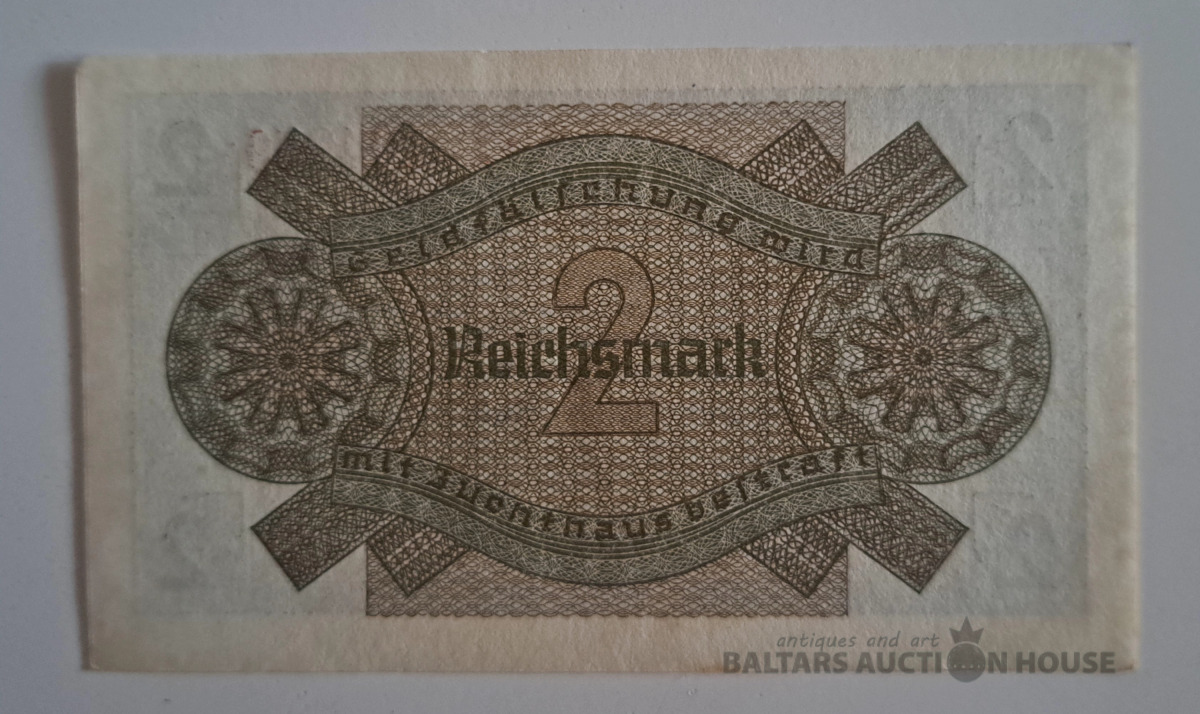 Geldfälschung wird
2
Reichsmark
mit Zuchthaus bestraft
antiques and art
BALTARS AUCTION HOUSE